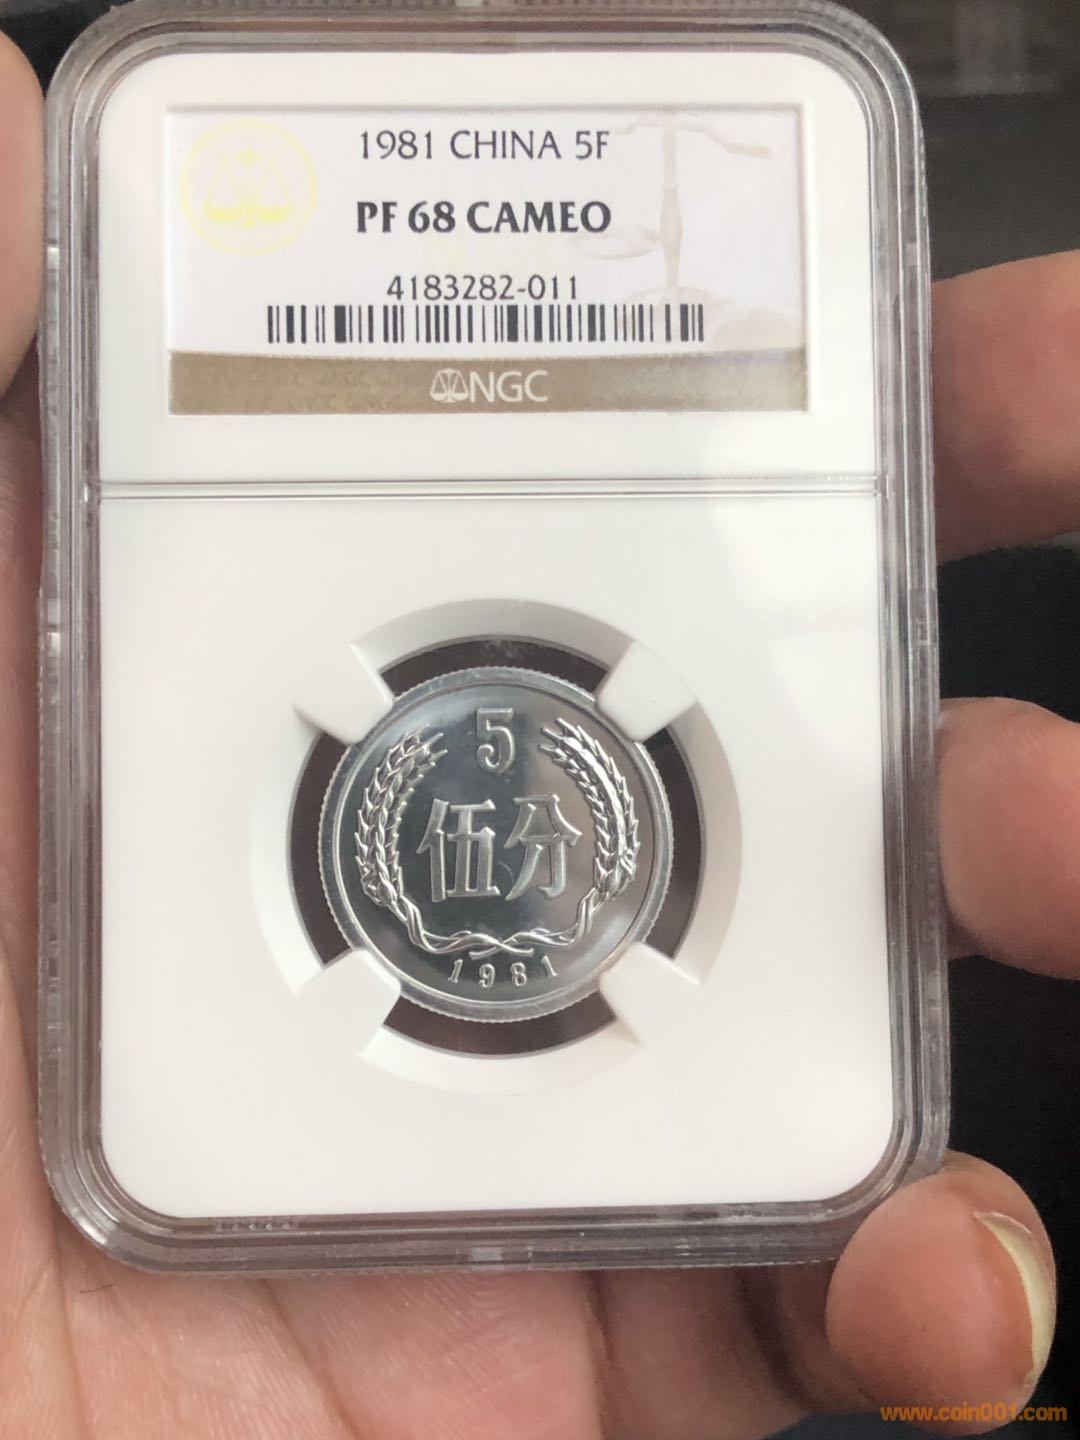 1981 CHINA 5F
PF 68 CAMEO
4183282-011
NGC
5
伍分
1981
www.coin001.com